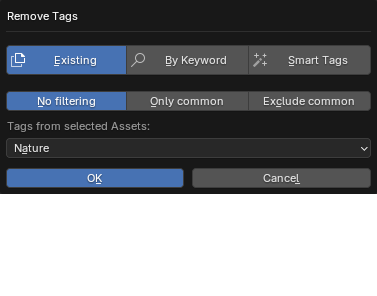 Remove Tags
Existing By Keyword Smart Tags
No filtering Only common Exclude common
Tags from selected Assets:
Nature
OK Cancel